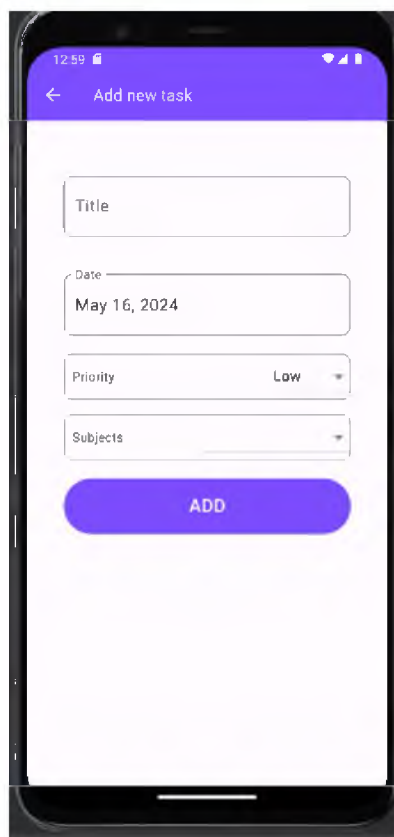 12:59
Add new task
Title
Date
May 16, 2024
Priority Low
Subjects
ADD